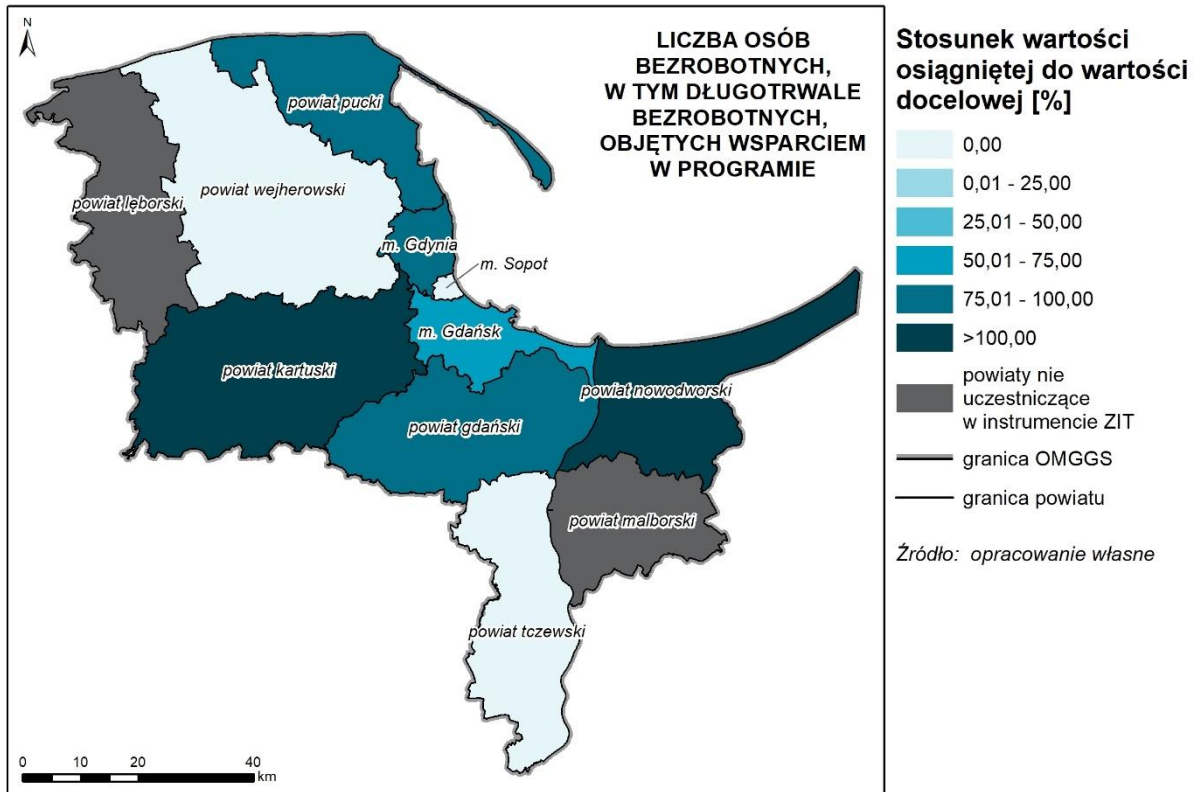 N
LICZBA OSÓB
BEZROBOTNYCH,
W TYM DŁUGOTRWALE
BEZROBOTNYCH,
OBJĘTYCH WSPARCIEM
W PROGRAMIE
powiat pucki
powiat wejherowski
powiat lęborski
m. Gdynia
m. Sopot
m. Gdańsk
powiat kartuski
powiat nowodworski
powiat gdański
powiat malborski
powiat tczewski
0 10 20 40
km
Stosunek wartości
osiągniętej do wartości
docelowej [%]
0,00
0,01 - 25,00
25,01 - 50,00
50,01 - 75,00
75,01 - 100,00
>100,00
powiaty nie
uczestniczące
w instrumencie ZIT
granica OMGGS
granica powiatu
Źródło: opracowanie własne